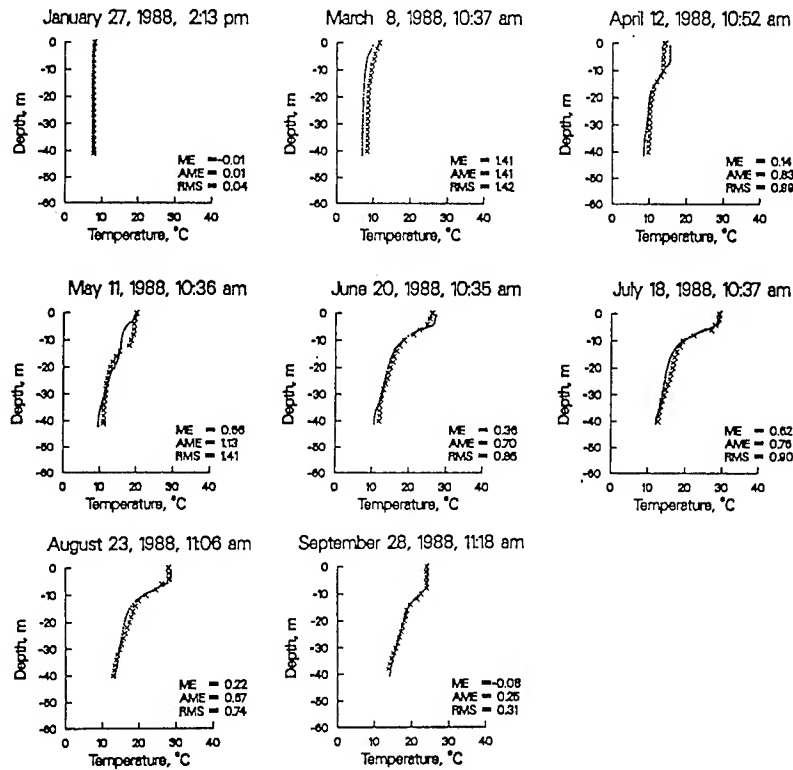 January 27, 1988, 2:13 pm
0
-10
-20
-30
-40
-50
-60
Depth, m
ME = -0.01
AME = 0.01
RMS = 0.04
0 10 20 30 40
Temperature, °C
March 8, 1988, 10:37 am
0
-10
-20
-30
-40
-50
-60
Depth, m
ME = 1.41
AME = 1.41
RMS = 1.42
0 10 20 30 40
Temperature, °C
April 12, 1988, 10:52 am
0
-10
-20
-30
-40
-50
-60
Depth, m
ME = 0.14
AME = 0.83
RMS = 0.89
0 10 20 30 40
Temperature, °C
May 11, 1988, 10:36 am
0
-10
-20
-30
-40
-50
-60
Depth, m
ME = 0.66
AME = 1.13
RMS = 1.41
0 10 20 30 40
Temperature, °C
June 20, 1988, 10:35 am
0
-10
-20
-30
-40
-50
-60
Depth, m
ME = 0.36
AME = 0.70
RMS = 0.86
0 10 20 30 40
Temperature, °C
July 18, 1988, 10:37 am
0
-10
-20
-30
-40
-50
-60
Depth, m
ME = 0.62
AME = 0.76
RMS = 0.90
0 10 20 30 40
Temperature, °C
August 23, 1988, 11:06 am
0
-10
-20
-30
-40
-50
-60
Depth, m
ME = 0.22
AME = 0.67
RMS = 0.74
0 10 20 30 40
Temperature, °C
September 28, 1988, 11:18 am
0
-10
-20
-30
-40
-50
-60
Depth, m
ME = -0.08
AME = 0.25
RMS = 0.31
0 10 20 30 40
Temperature, °C